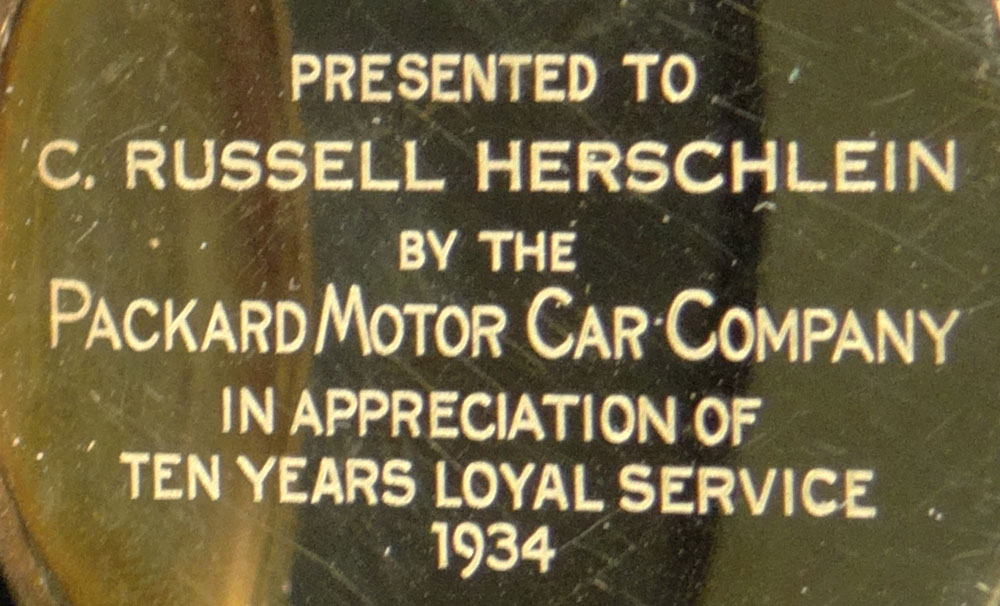 PRESENTED TO
C. RUSSELL HERSCHLEIN
BY THE
PACKARD MOTOR CAR COMPANY
IN APPRECIATION OF
TEN YEARS LOYAL SERVICE
1934